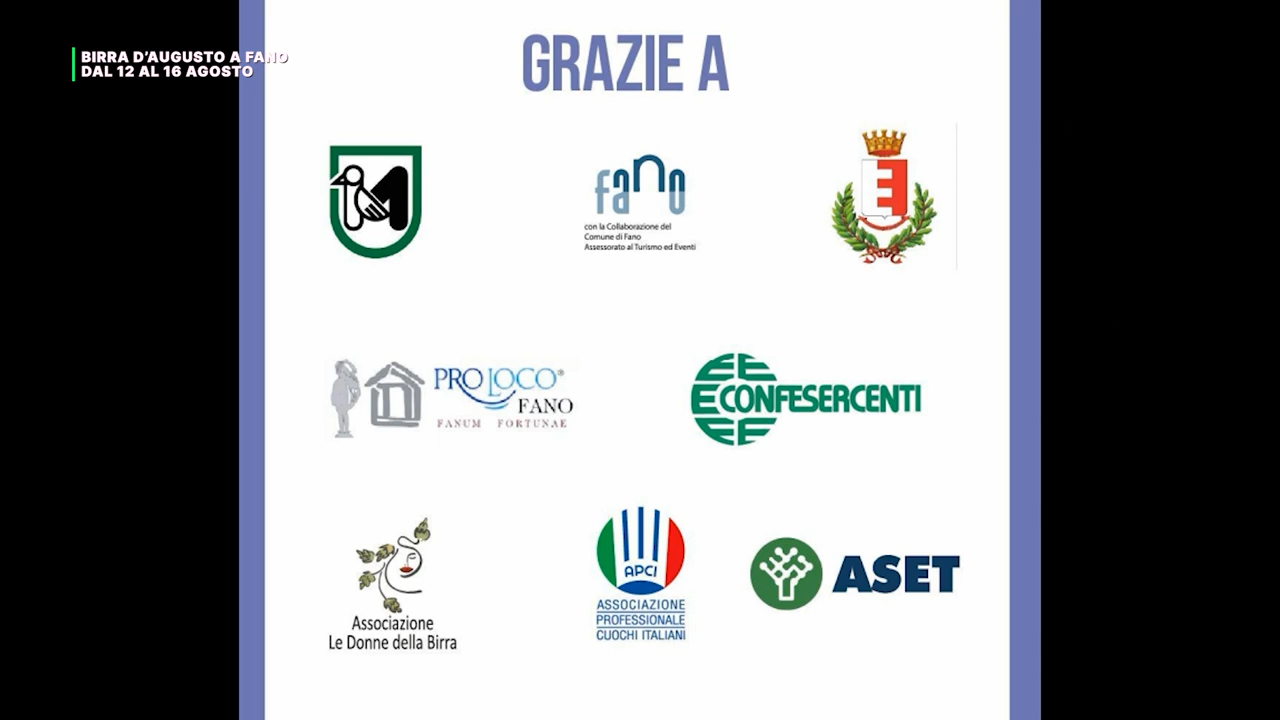 BIRRA D'AUGUSTO A FANO
DAL 12 AL 16 AGOSTO
GRAZIE A
fano
con la Collaborazione del
Comune di Fano
Assessorato al Turismo ed Eventi
PRO LOCO®
FANO
FANUM FORTUNAE
CONFESERCENTI
Associazione
Le Donne della Birra
APCI
ASSOCIAZIONE
PROFESSIONALE
CUOCHI ITALIANI
ASET